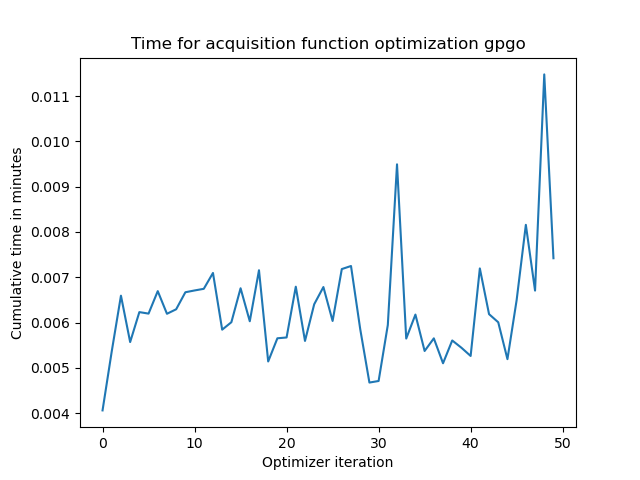 Time for acquisition function optimization gpgo
Cumulative time in minutes
0.011
0.010
0.009
0.008
0.007
0.006
0.005
0.004
0 10 20 30 40 50
Optimizer iteration